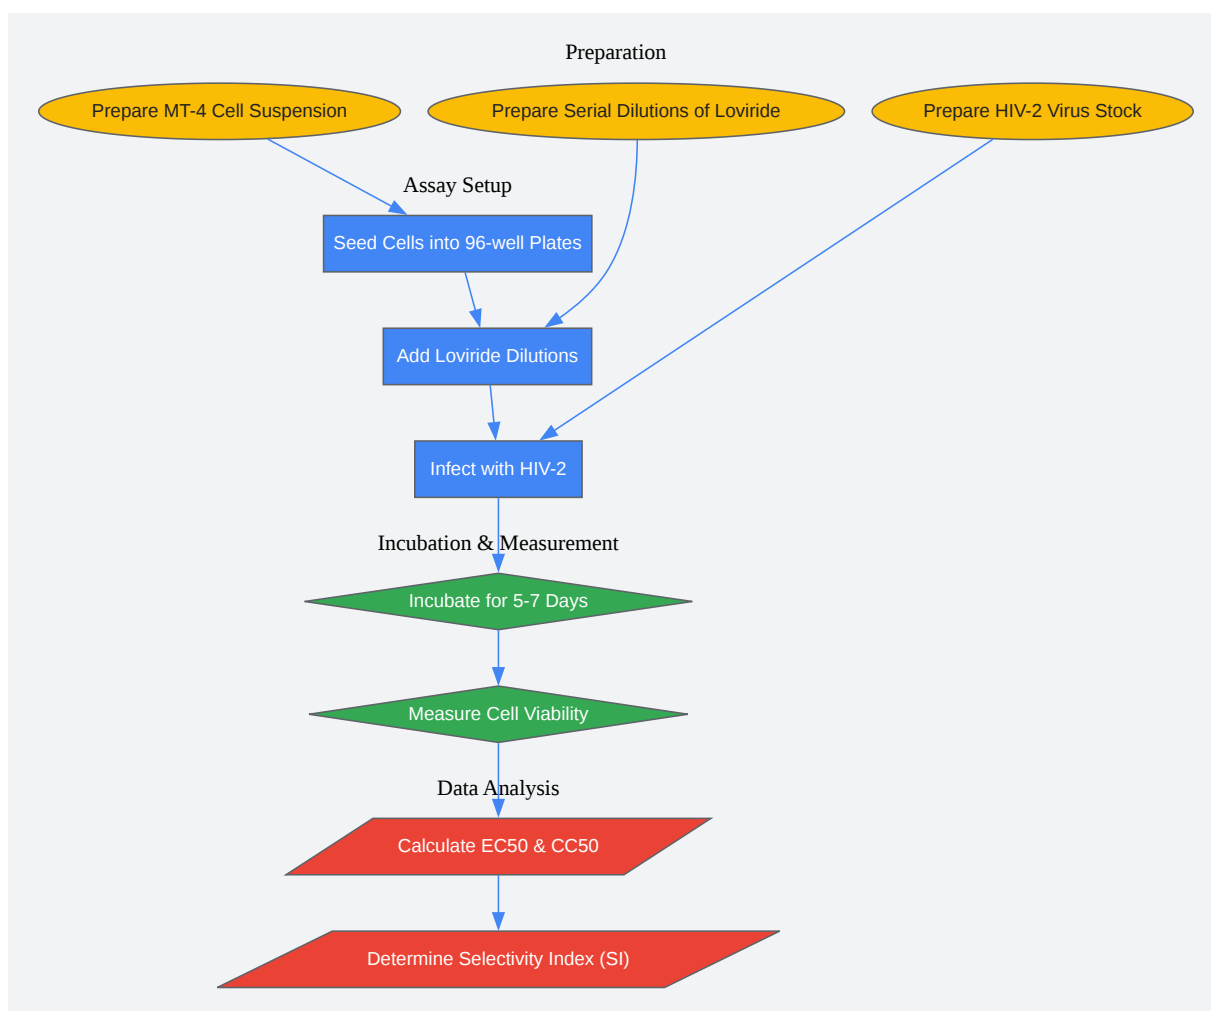 Preparation
Prepare MT-4 Cell Suspension
Prepare Serial Dilutions of Loviride
Prepare HIV-2 Virus Stock
Assay Setup
Seed Cells into 96-well Plates
Add Loviride Dilutions
Infect with HIV-2
Incubation & Measurement
Incubate for 5-7 Days
Measure Cell Viability
Data Analysis
Calculate EC50 & CC50
Determine Selectivity Index (SI)